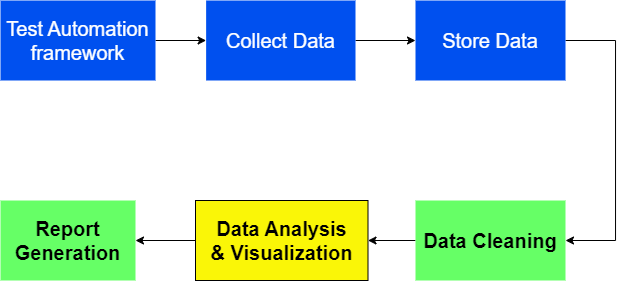 Test Automation
framework
Collect Data
Store Data
Report
Generation
Data Analysis
& Visualization
Data Cleaning